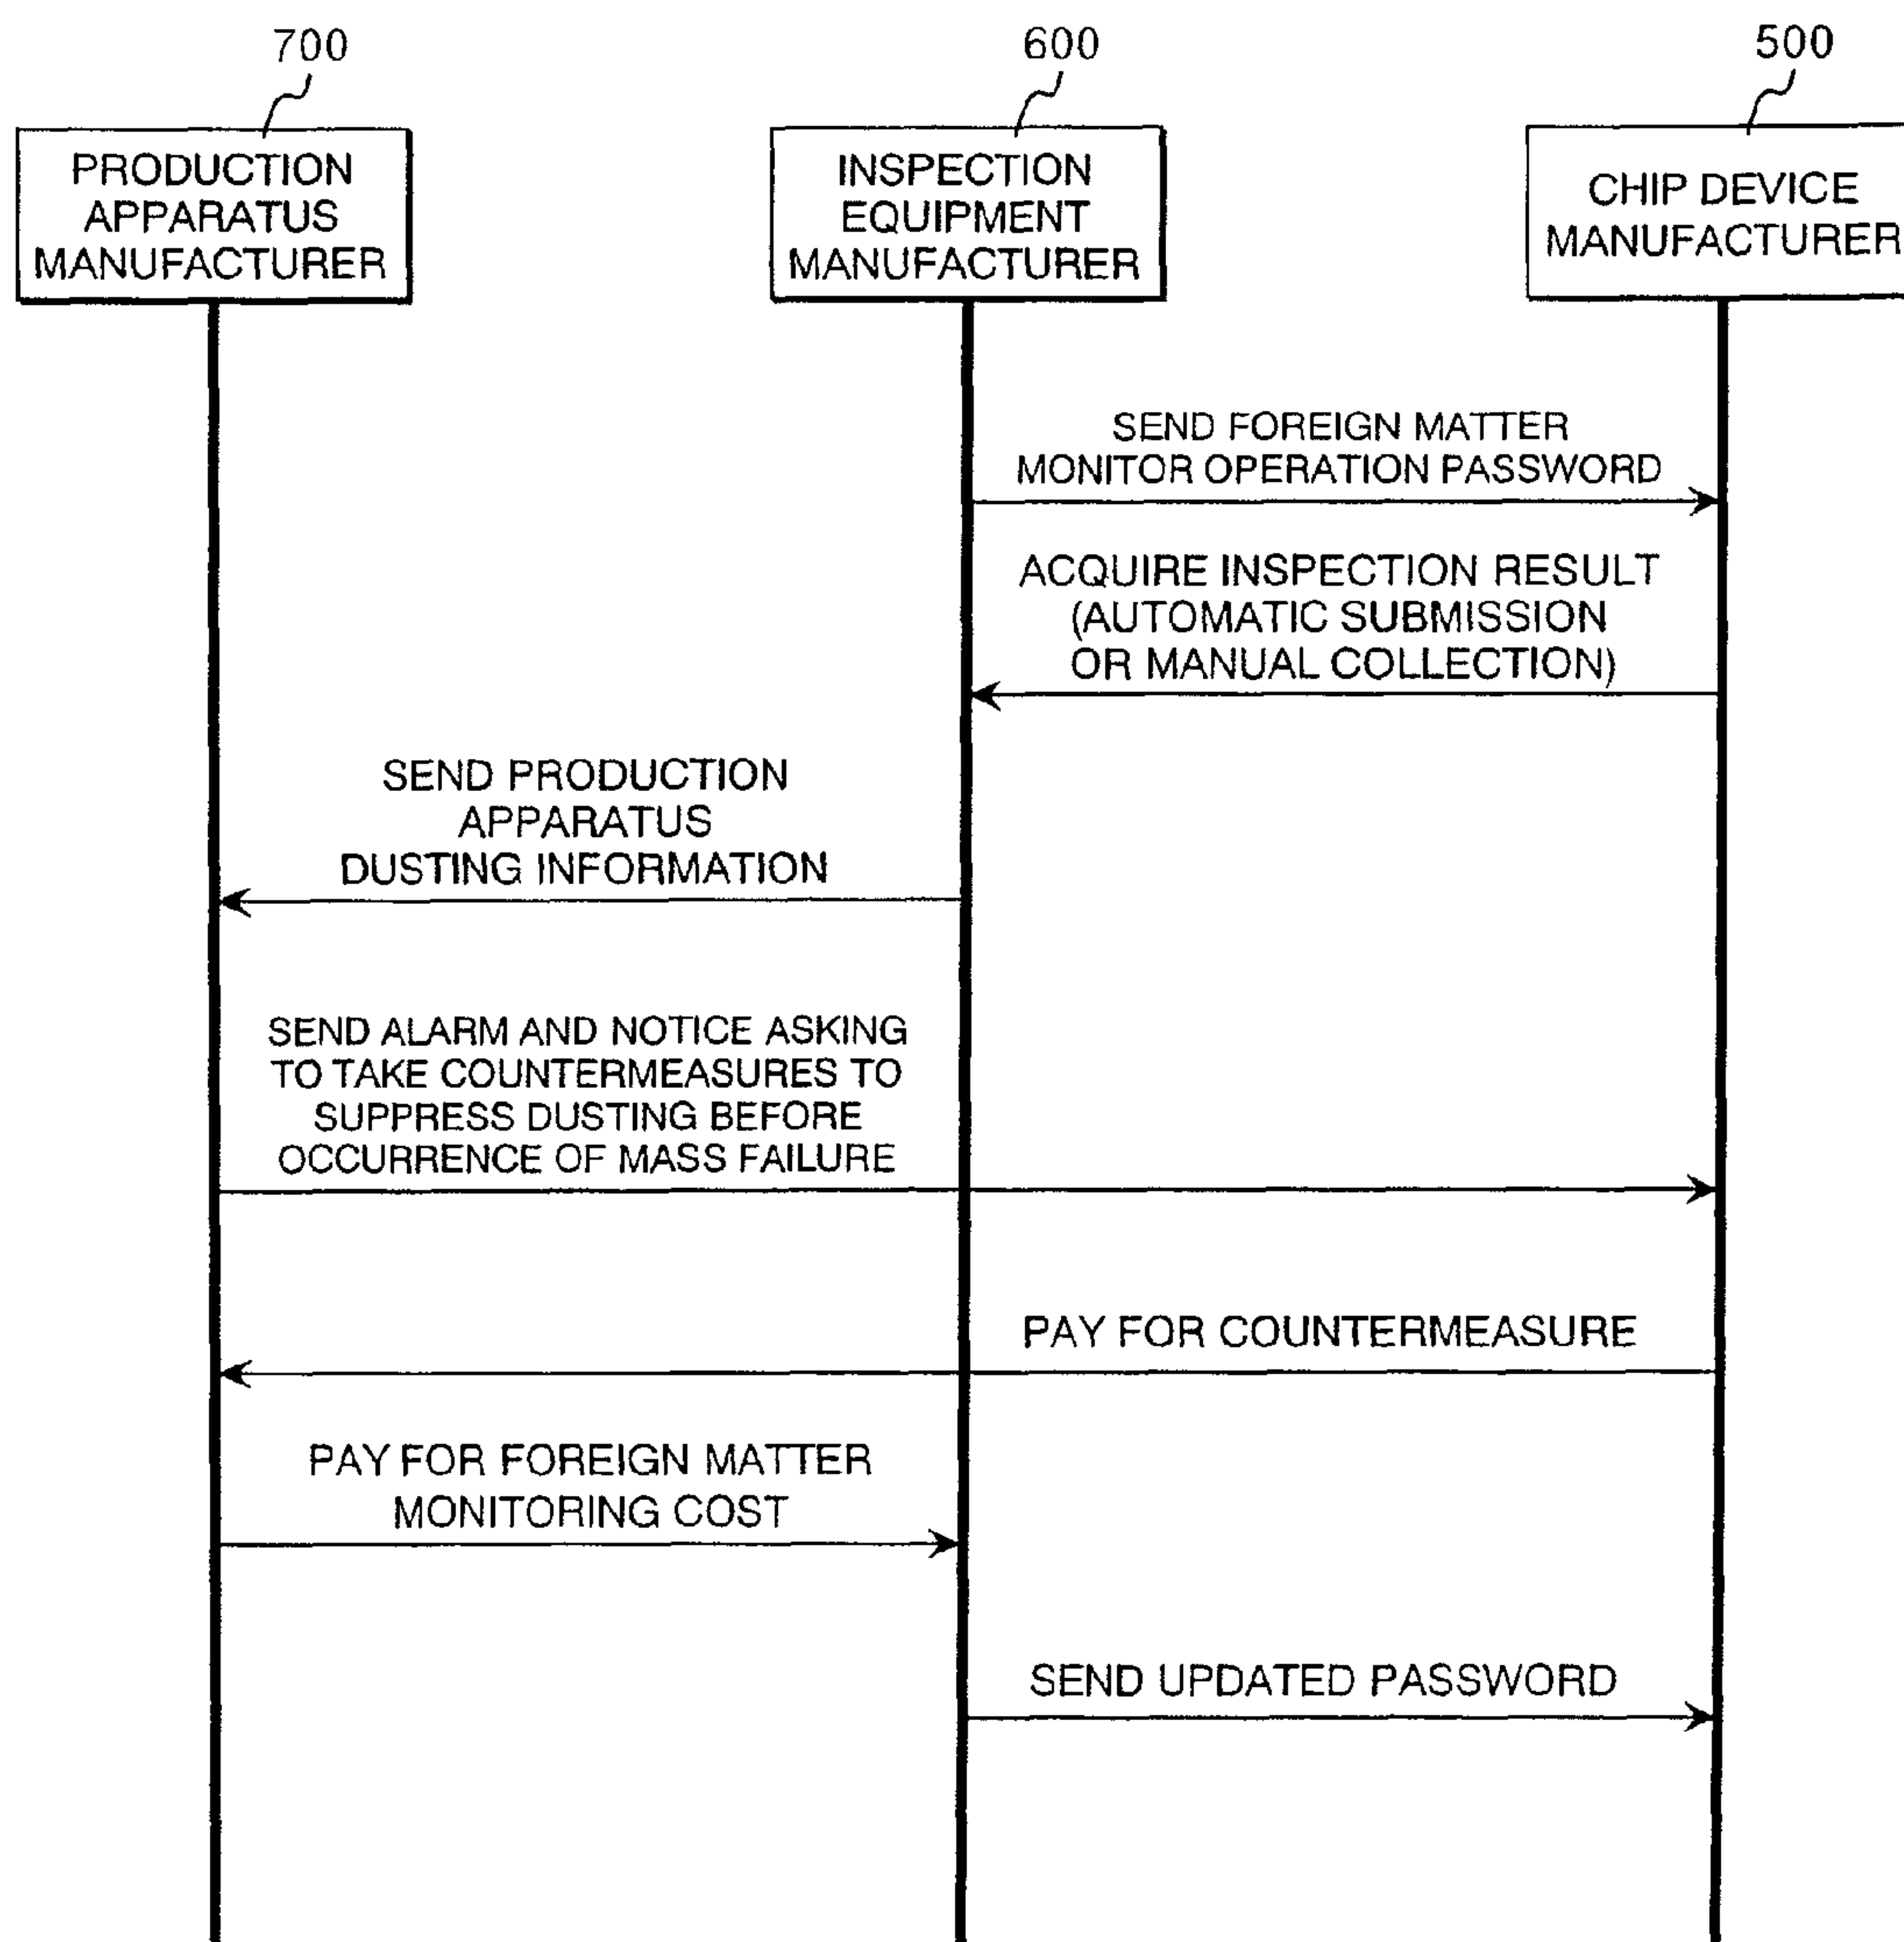 700
600
500
PRODUCTION
APPARATUS
MANUFACTURER
INSPECTION
EQUIPMENT
MANUFACTURER
CHIP DEVICE
MANUFACTURER
SEND FOREIGN MATTER
MONITOR OPERATION PASSWORD
ACQUIRE INSPECTION RESULT
(AUTOMATIC SUBMISSION
OR MANUAL COLLECTION)
SEND PRODUCTION
APPARATUS
DUSTING INFORMATION
SEND ALARM AND NOTICE ASKING
TO TAKE COUNTERMEASURES TO
SUPPRESS DUSTING BEFORE
OCCURRENCE OF MASS FAILURE
PAY FOR COUNTERMEASURE
PAY FOR FOREIGN MATTER
MONITORING COST
SEND UPDATED PASSWORD